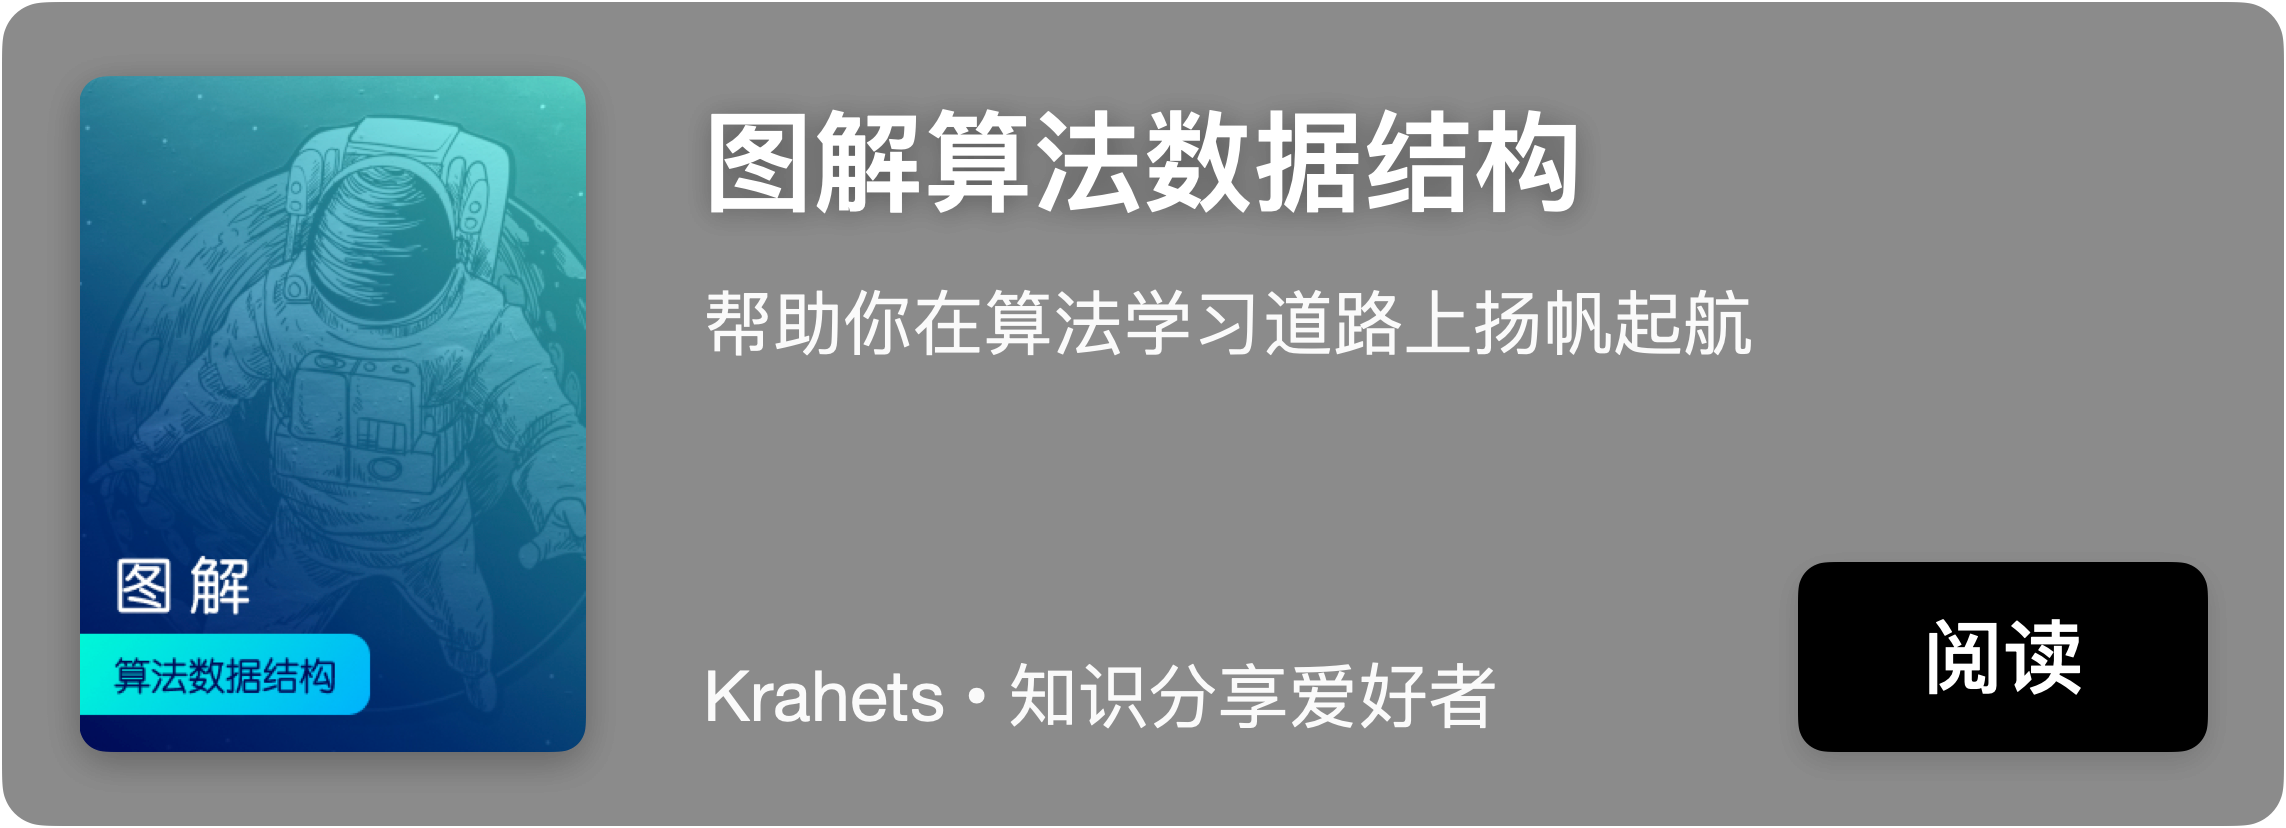 图解
算法数据结构
图解算法数据结构
帮助你在算法学习道路上扬帆起航
Krahets • 知识分享爱好者
阅读